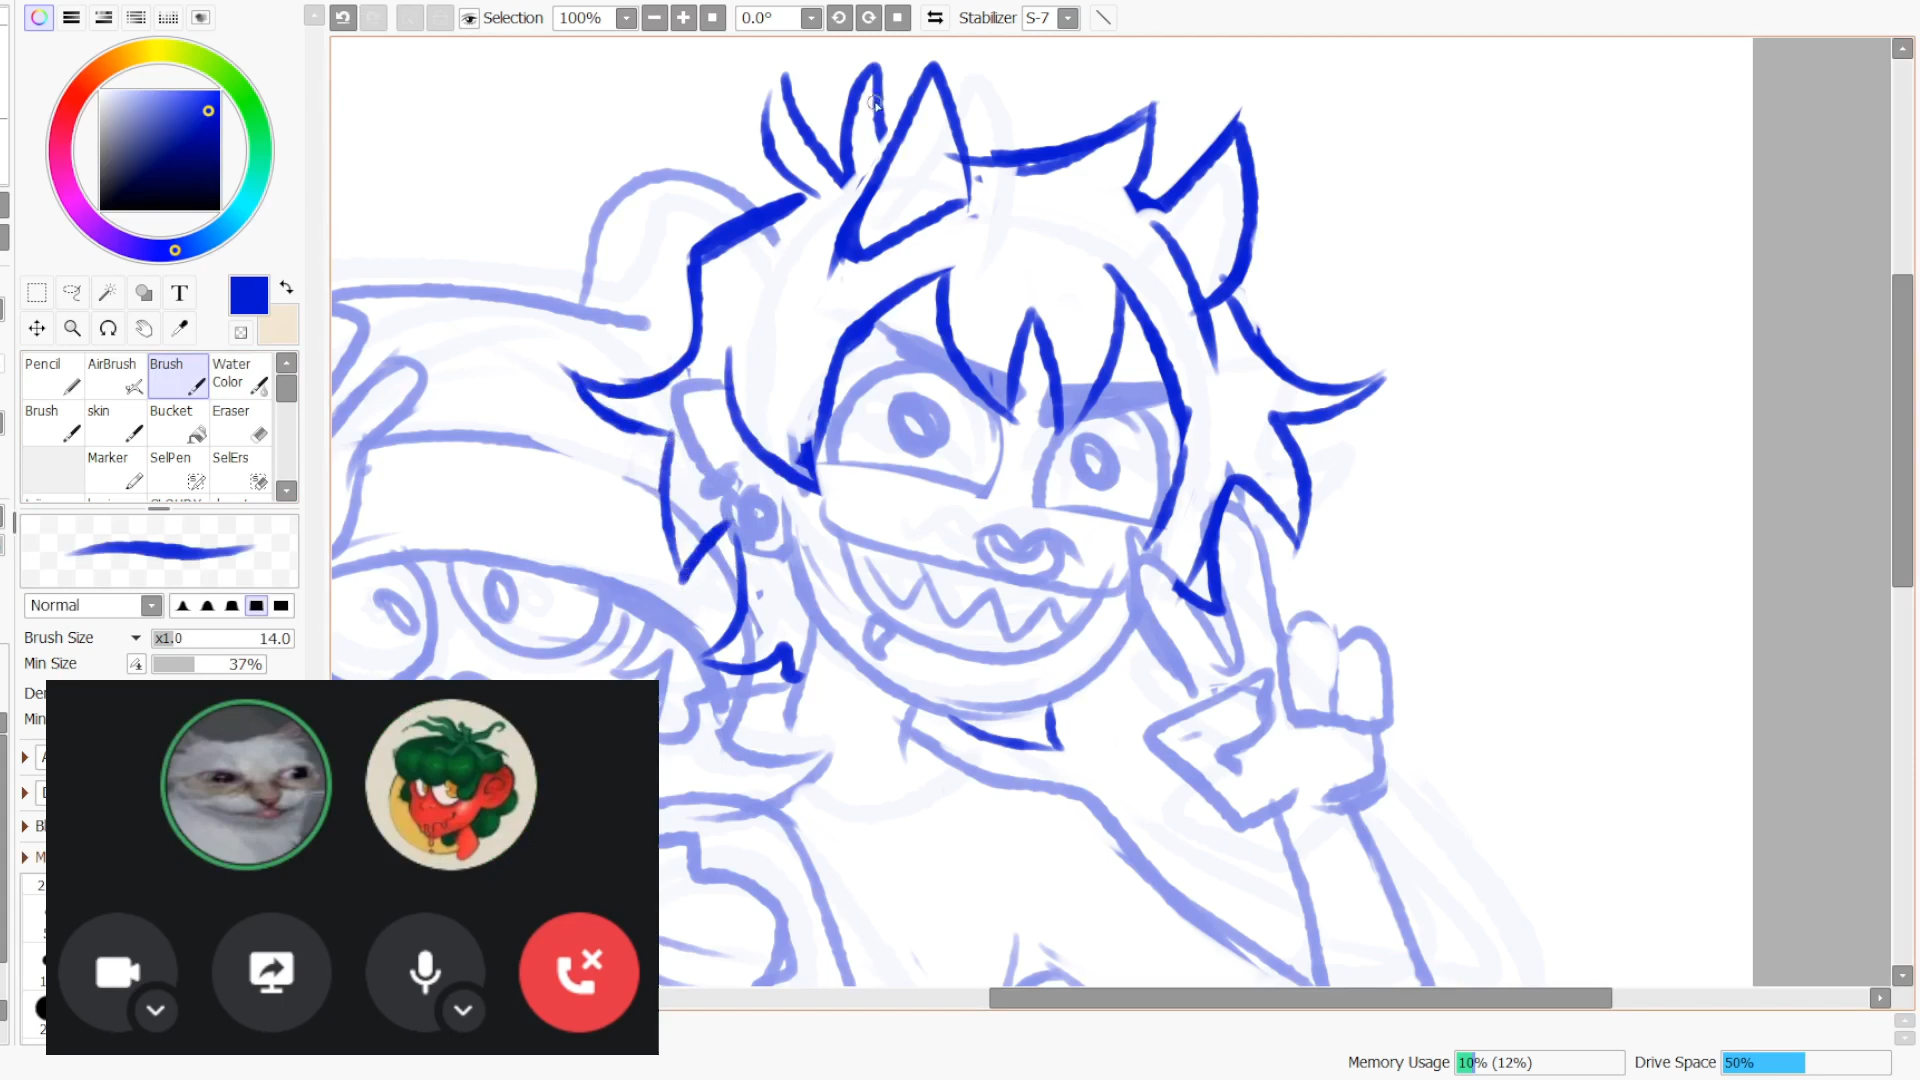 Selection 100% 0.0° Stabilizer S-7
T
Pencil AirBrush Brush Water Color
Brush skin Bucket Eraser
Marker SelPen SelErs
Normal
Brush Size x1.0 14.0
Min Size 37%
Memory Usage 10% (12%) Drive Space 50%